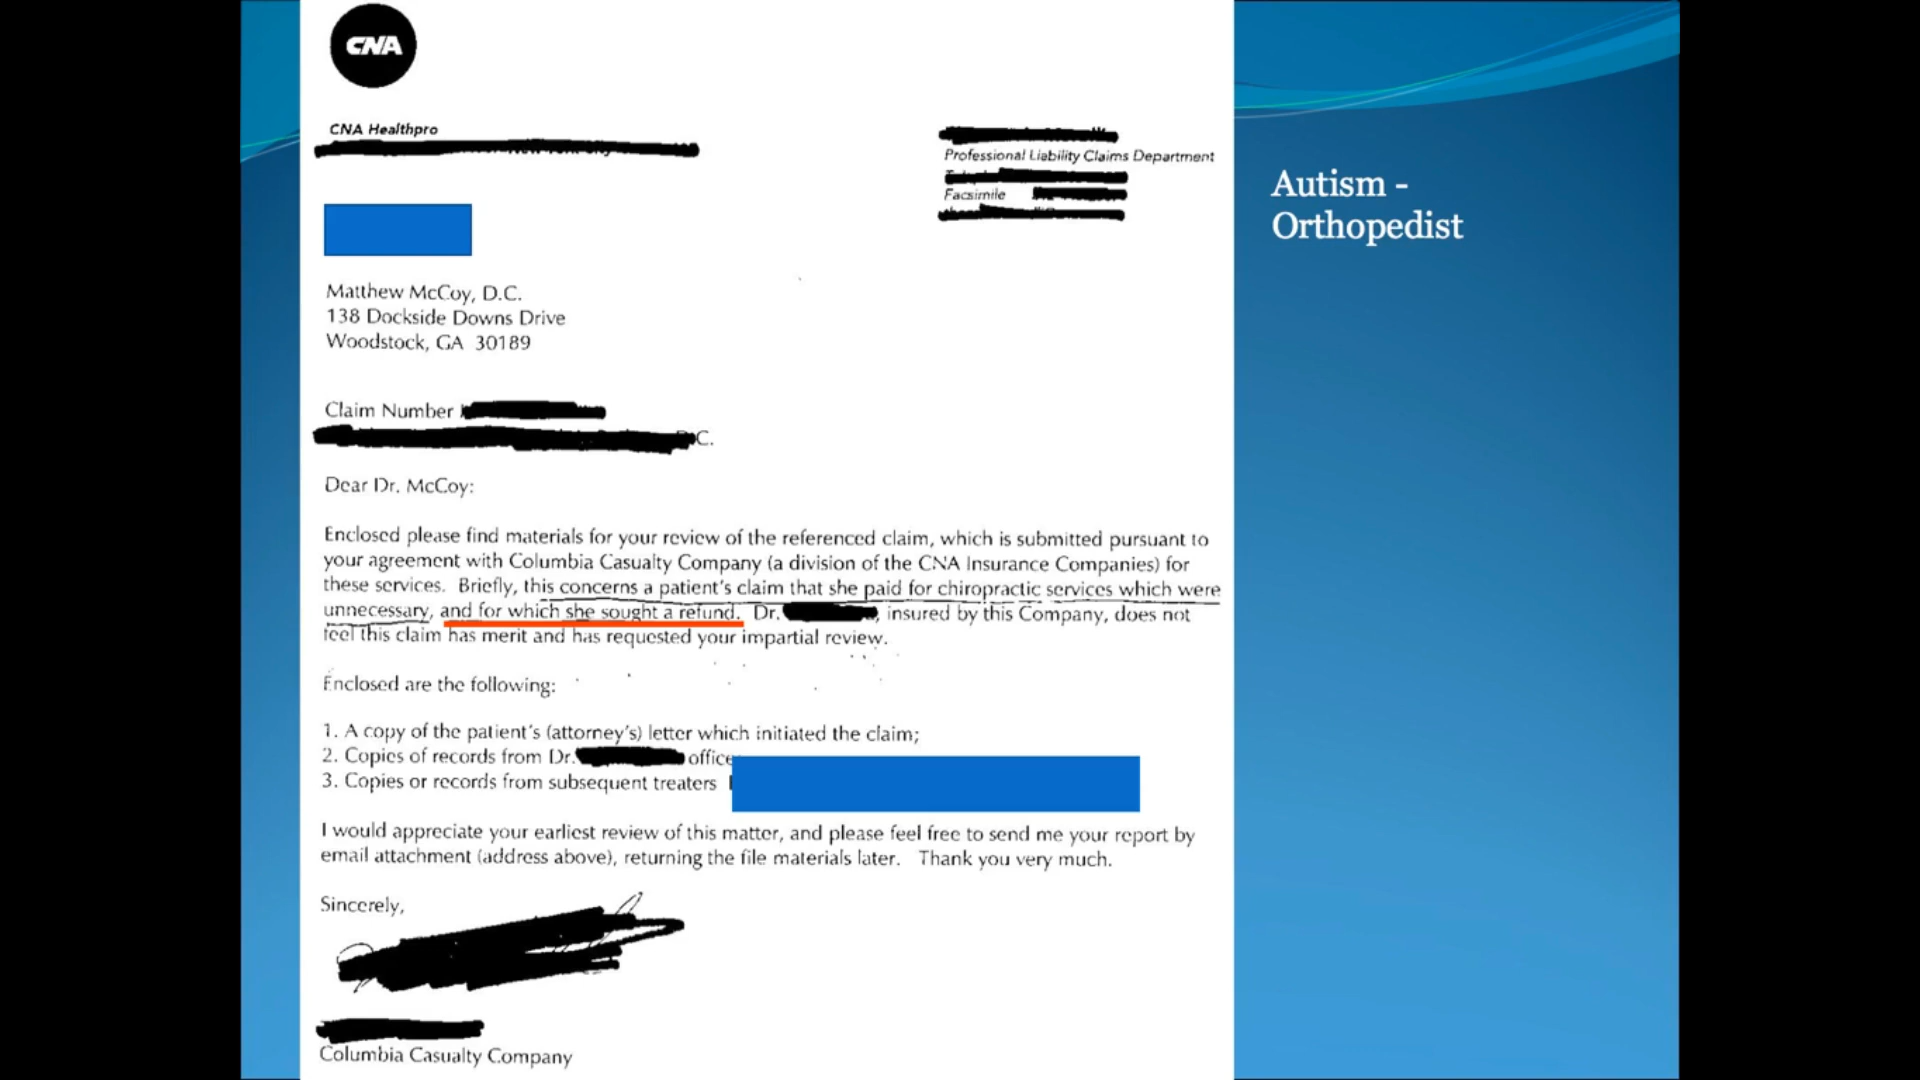 CNA
CNA Healthpro
Professional Liability Claims Department
Facsimile
Matthew McCoy, D.C.
138 Dockside Downs Drive
Woodstock, GA 30189
Claim Number
C.
Dear Dr. McCoy:
Enclosed please find materials for your review of the referenced claim, which is submitted pursuant to
your agreement with Columbia Casualty Company (a division of the CNA Insurance Companies) for
these services. Briefly, this concerns a patient's claim that she paid for chiropractic services which were
unnecessary, and for which she sought a refund. Dr. , insured by this Company, does not
feel this claim has merit and has requested your impartial review.
Enclosed are the following:
1. A copy of the patient's (attorney's) letter which initiated the claim;
2. Copies of records from Dr. office
3. Copies or records from subsequent treaters
I would appreciate your earliest review of this matter, and please feel free to send me your report by
email attachment (address above), returning the file materials later. Thank you very much.
Sincerely,
Columbia Casualty Company
Autism -
Orthopedist